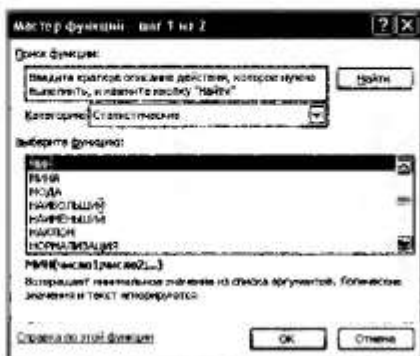 Мастер функций - шаг 1 из 2
Поиск функции:
Введите краткое описание действия, которое нужно
выполнить, и нажмите кнопку "Найти"
Найти
Категория: Статистические
Выберите функцию:
МИН
МИНА
МОДА
НАИБОЛЬШИЙ
НАИМЕНЬШИЙ
НАКЛОН
НОРМАЛИЗАЦИЯ
МИН(число1;число2;...)
Возвращает минимальное значение из списка аргументов. Логические
значения и текст игнорируются.
Справка по этой функции
ОК
Отмена